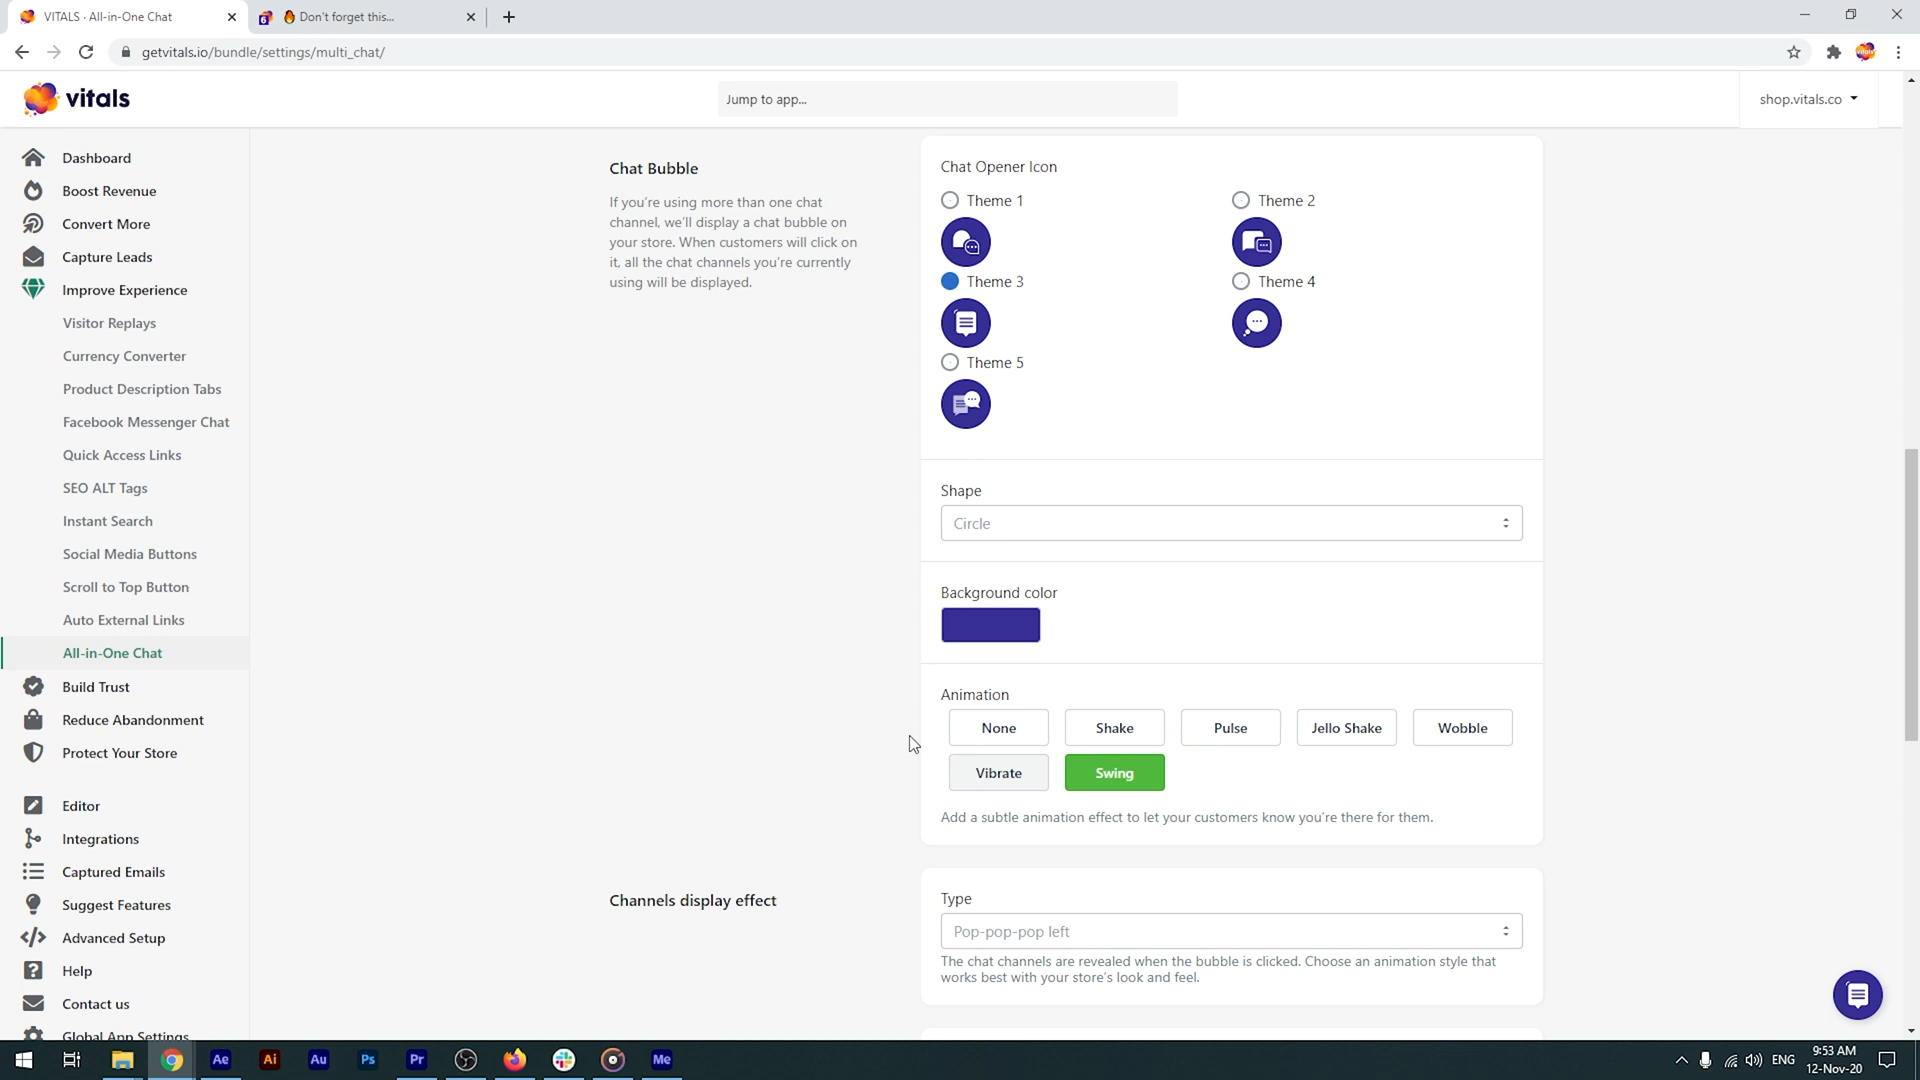 VITALS · All-in-One Chat
6
Don't forget this...
getvitals.io/bundle/settings/multi_chat/
vitals
vitals
Jump to app...
shop.vitals.co
Dashboard
Boost Revenue
Convert More
Capture Leads
Improve Experience
Visitor Replays
Currency Converter
Product Description Tabs
Facebook Messenger Chat
Quick Access Links
SEO ALT Tags
Instant Search
Social Media Buttons
Scroll to Top Button
Auto External Links
All-in-One Chat
Build Trust
Reduce Abandonment
Protect Your Store
Editor
Integrations
Captured Emails
Suggest Features
Advanced Setup
Help
Contact us
Global App Settings
Chat Bubble
If you're using more than one chat
channel, we'll display a chat bubble on
your store. When customers will click on
it, all the chat channels you're currently
using will be displayed.
Chat Opener Icon
Theme 1
Theme 2
Theme 3
Theme 4
Theme 5
Shape
Circle
Background color
Animation
None
Shake
Pulse
Jello Shake
Wobble
Vibrate
Swing
Add a subtle animation effect to let your customers know you're there for them.
Channels display effect
Type
Pop-pop-pop left
The chat channels are revealed when the bubble is clicked. Choose an animation style that
works best with your store's look and feel.
Ae
Ai
Au
Ps
Pr
Me
ENG
9:53 AM
12-Nov-20